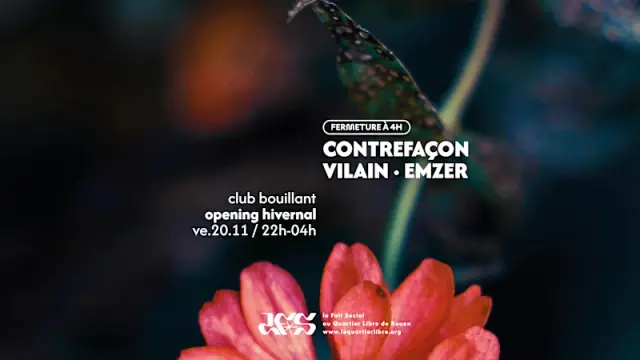 FERMETURE À 4H
CONTREFAÇON
VILAIN · EMZER
club bouillant
opening hivernal
ve.20.11 / 22h-04h
le Fait Social
au Quartier Libre de Rouen
www.lequartierlibre.org